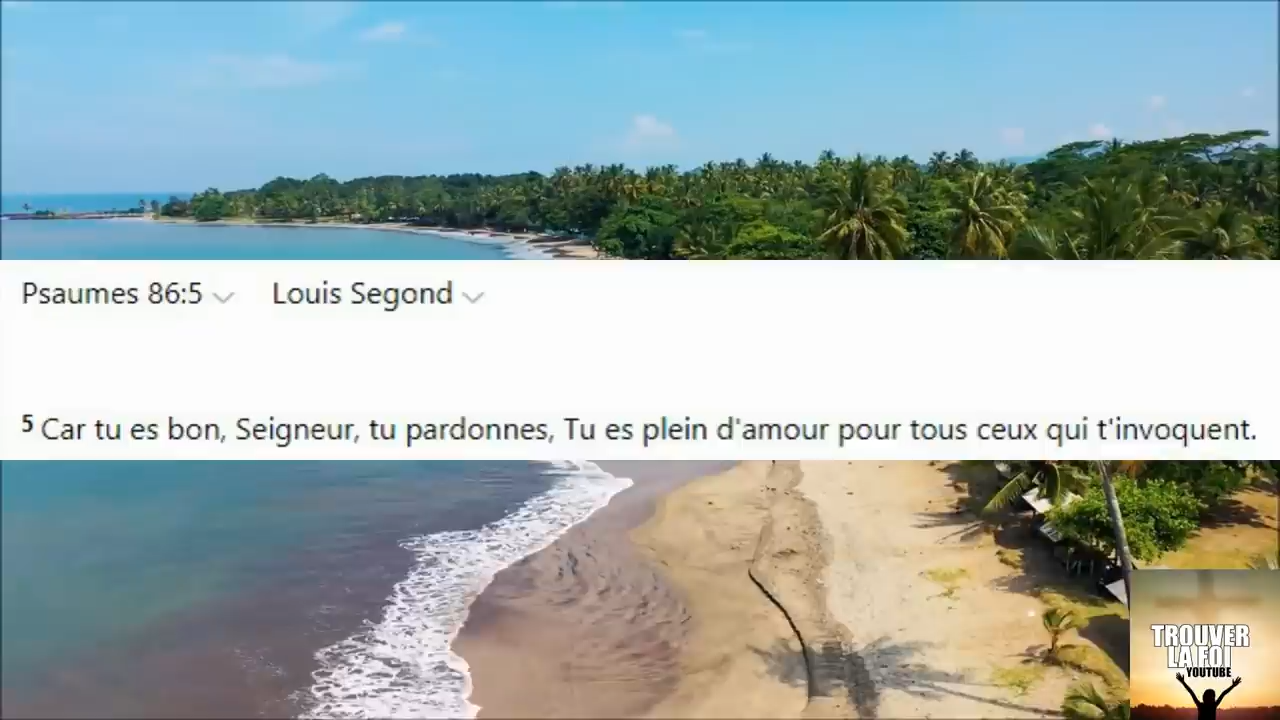 Psaumes 86:5 Louis Segond
5 Car tu es bon, Seigneur, tu pardonnes, Tu es plein d'amour pour tous ceux qui t'invoquent.
TROUVER
LA FOI
YOUTUBE